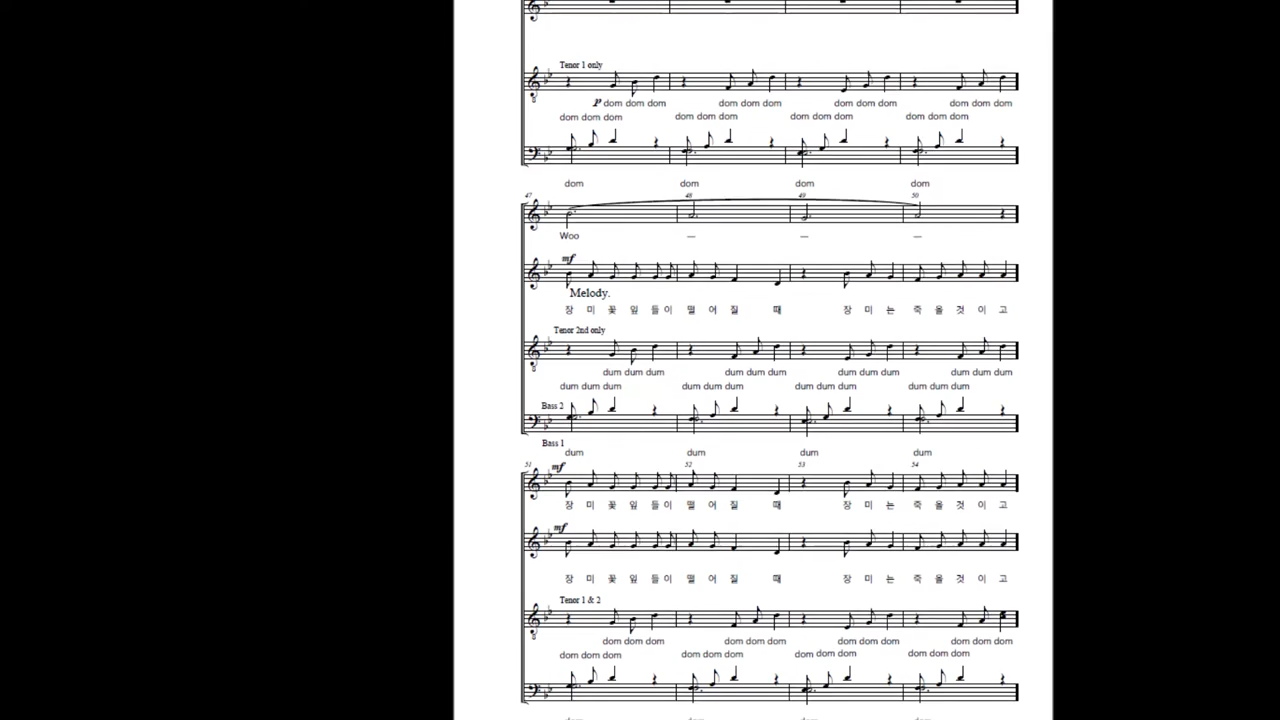 Tenor 1 only
p dom dom dom dom dom dom dom dom dom dom dom dom
dom dom dom dom dom dom dom dom dom dom dom dom
dom dom dom dom
47 48 49 50
Woo — — —
mf
Melody.
장 미 꽃 잎 들 이 떨 어 질 때 장 미 는 죽 을 것 이 고
Tenor 2nd only
dum dum dum dum dum dum dum dum dum dum dum dum
dum dum dum dum dum dum dum dum dum dum dum dum
Bass 2
Bass 1
dum dum dum dum
51 52 53 54
mf
장 미 꽃 잎 들 이 떨 어 질 때 장 미 는 죽 을 것 이 고
mf
장 미 꽃 잎 들 이 떨 어 질 때 장 미 는 죽 을 것 이 고
Tenor 1 & 2
dom dom dom dom dom dom dom dom dom dom dom dom
dom dom dom dom dom dom dom dom dom dom dom dom